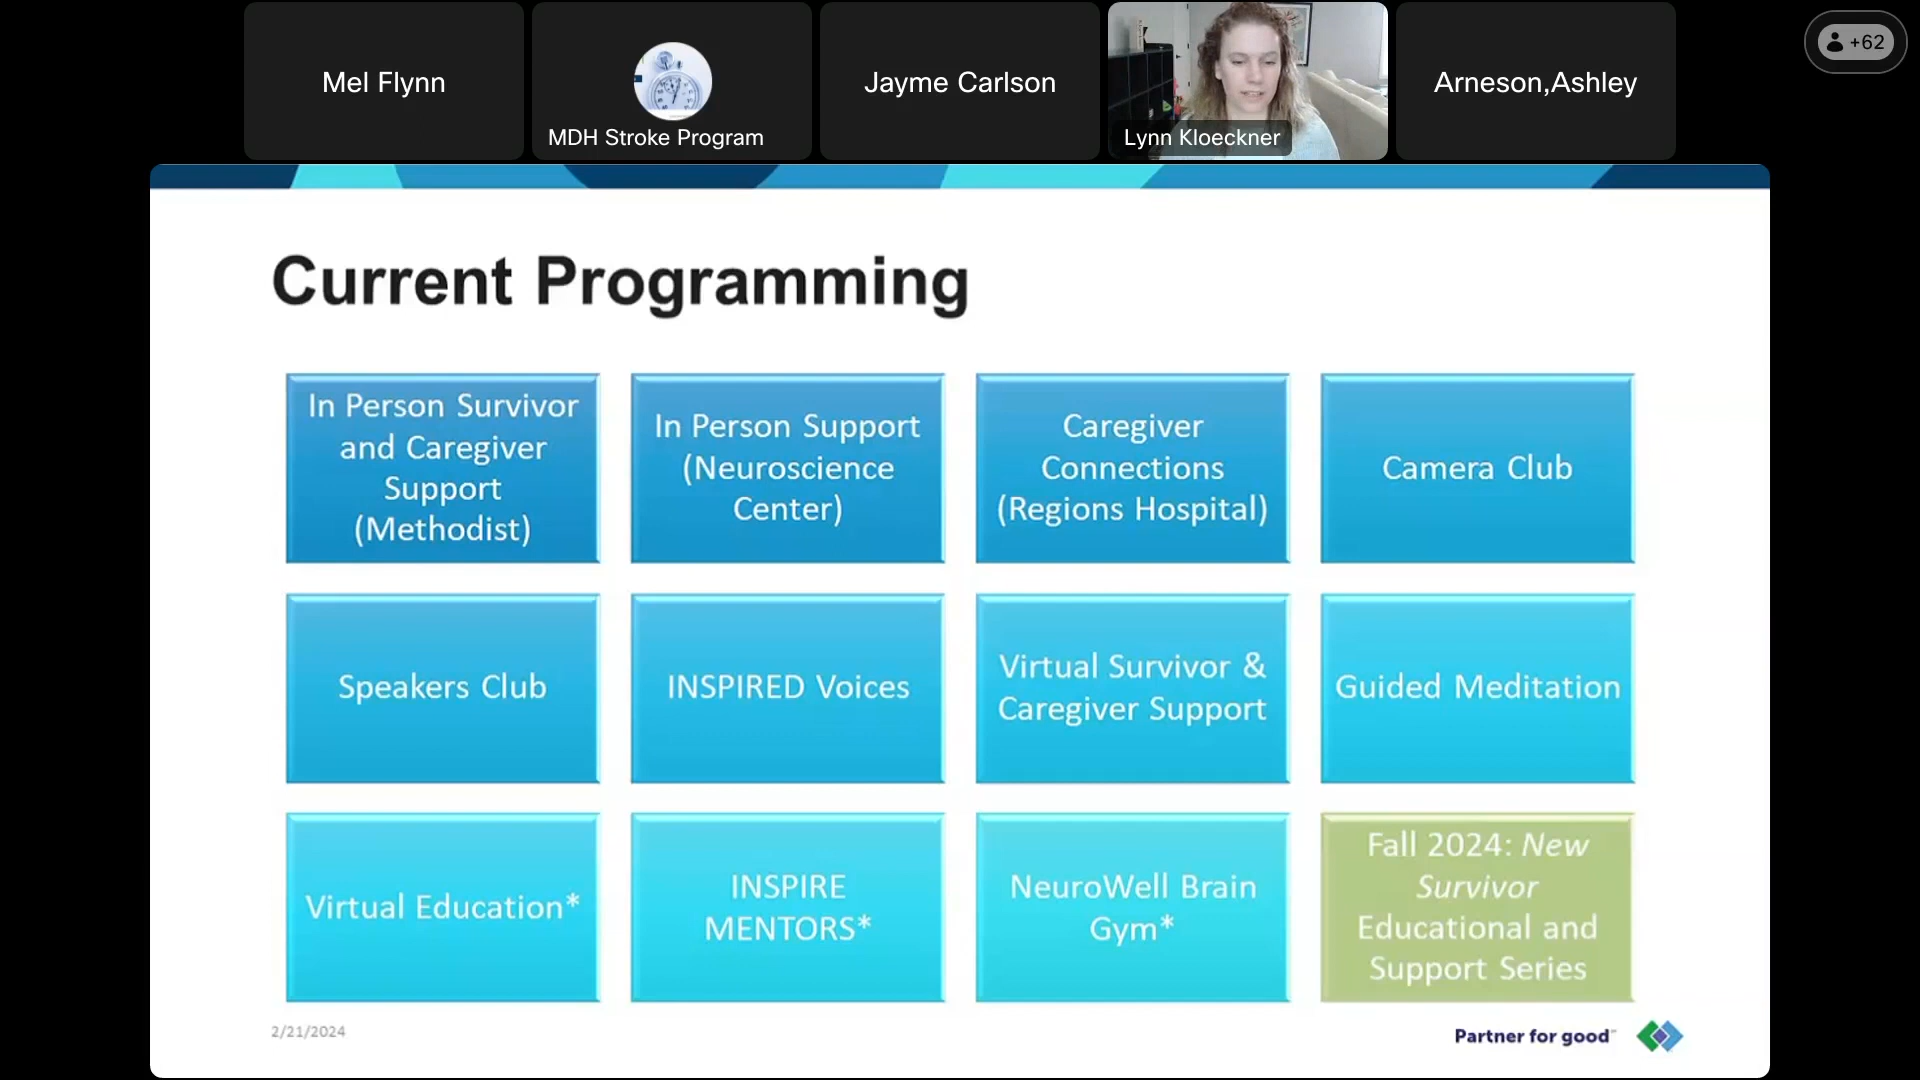 Mel Flynn
MDH Stroke Program
Jayme Carlson
Lynn Kloeckner
Arneson,Ashley
+62
Current Programming
In Person Survivor
and Caregiver
Support
(Methodist)
In Person Support
(Neuroscience
Center)
Caregiver
Connections
(Regions Hospital)
Camera Club
Speakers Club
INSPIRED Voices
Virtual Survivor &
Caregiver Support
Guided Meditation
Virtual Education*
INSPIRE
MENTORS*
NeuroWell Brain
Gym*
Fall 2024: New
Survivor
Educational and
Support Series
2/21/2024
Partner for good